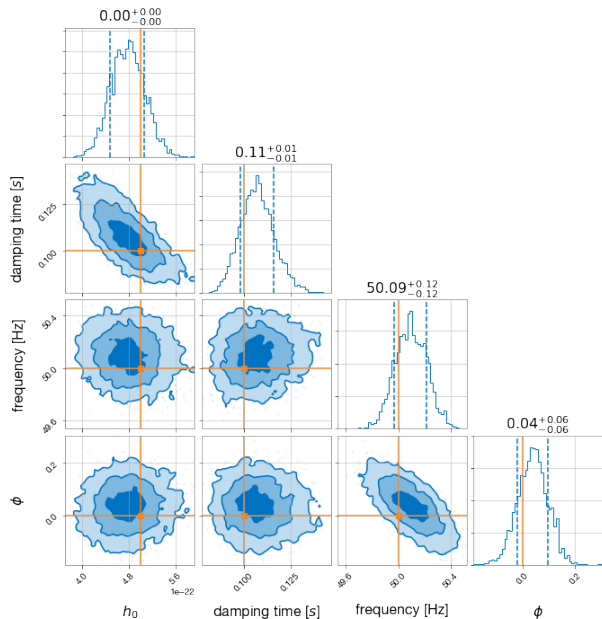 0.00+0.00−0.00
damping time [s]
0.125
0.100
0.11+0.01−0.01
frequency [Hz]
50.4
50.0
49.6
50.09+0.12−0.12
ϕ
0.2
0.0
0.04+0.06−0.06
4.0 4.8 5.6
1e−22
0.100 0.125
49.6 50.0 50.4
0.0 0.2
h0 damping time [s] frequency [Hz] ϕ